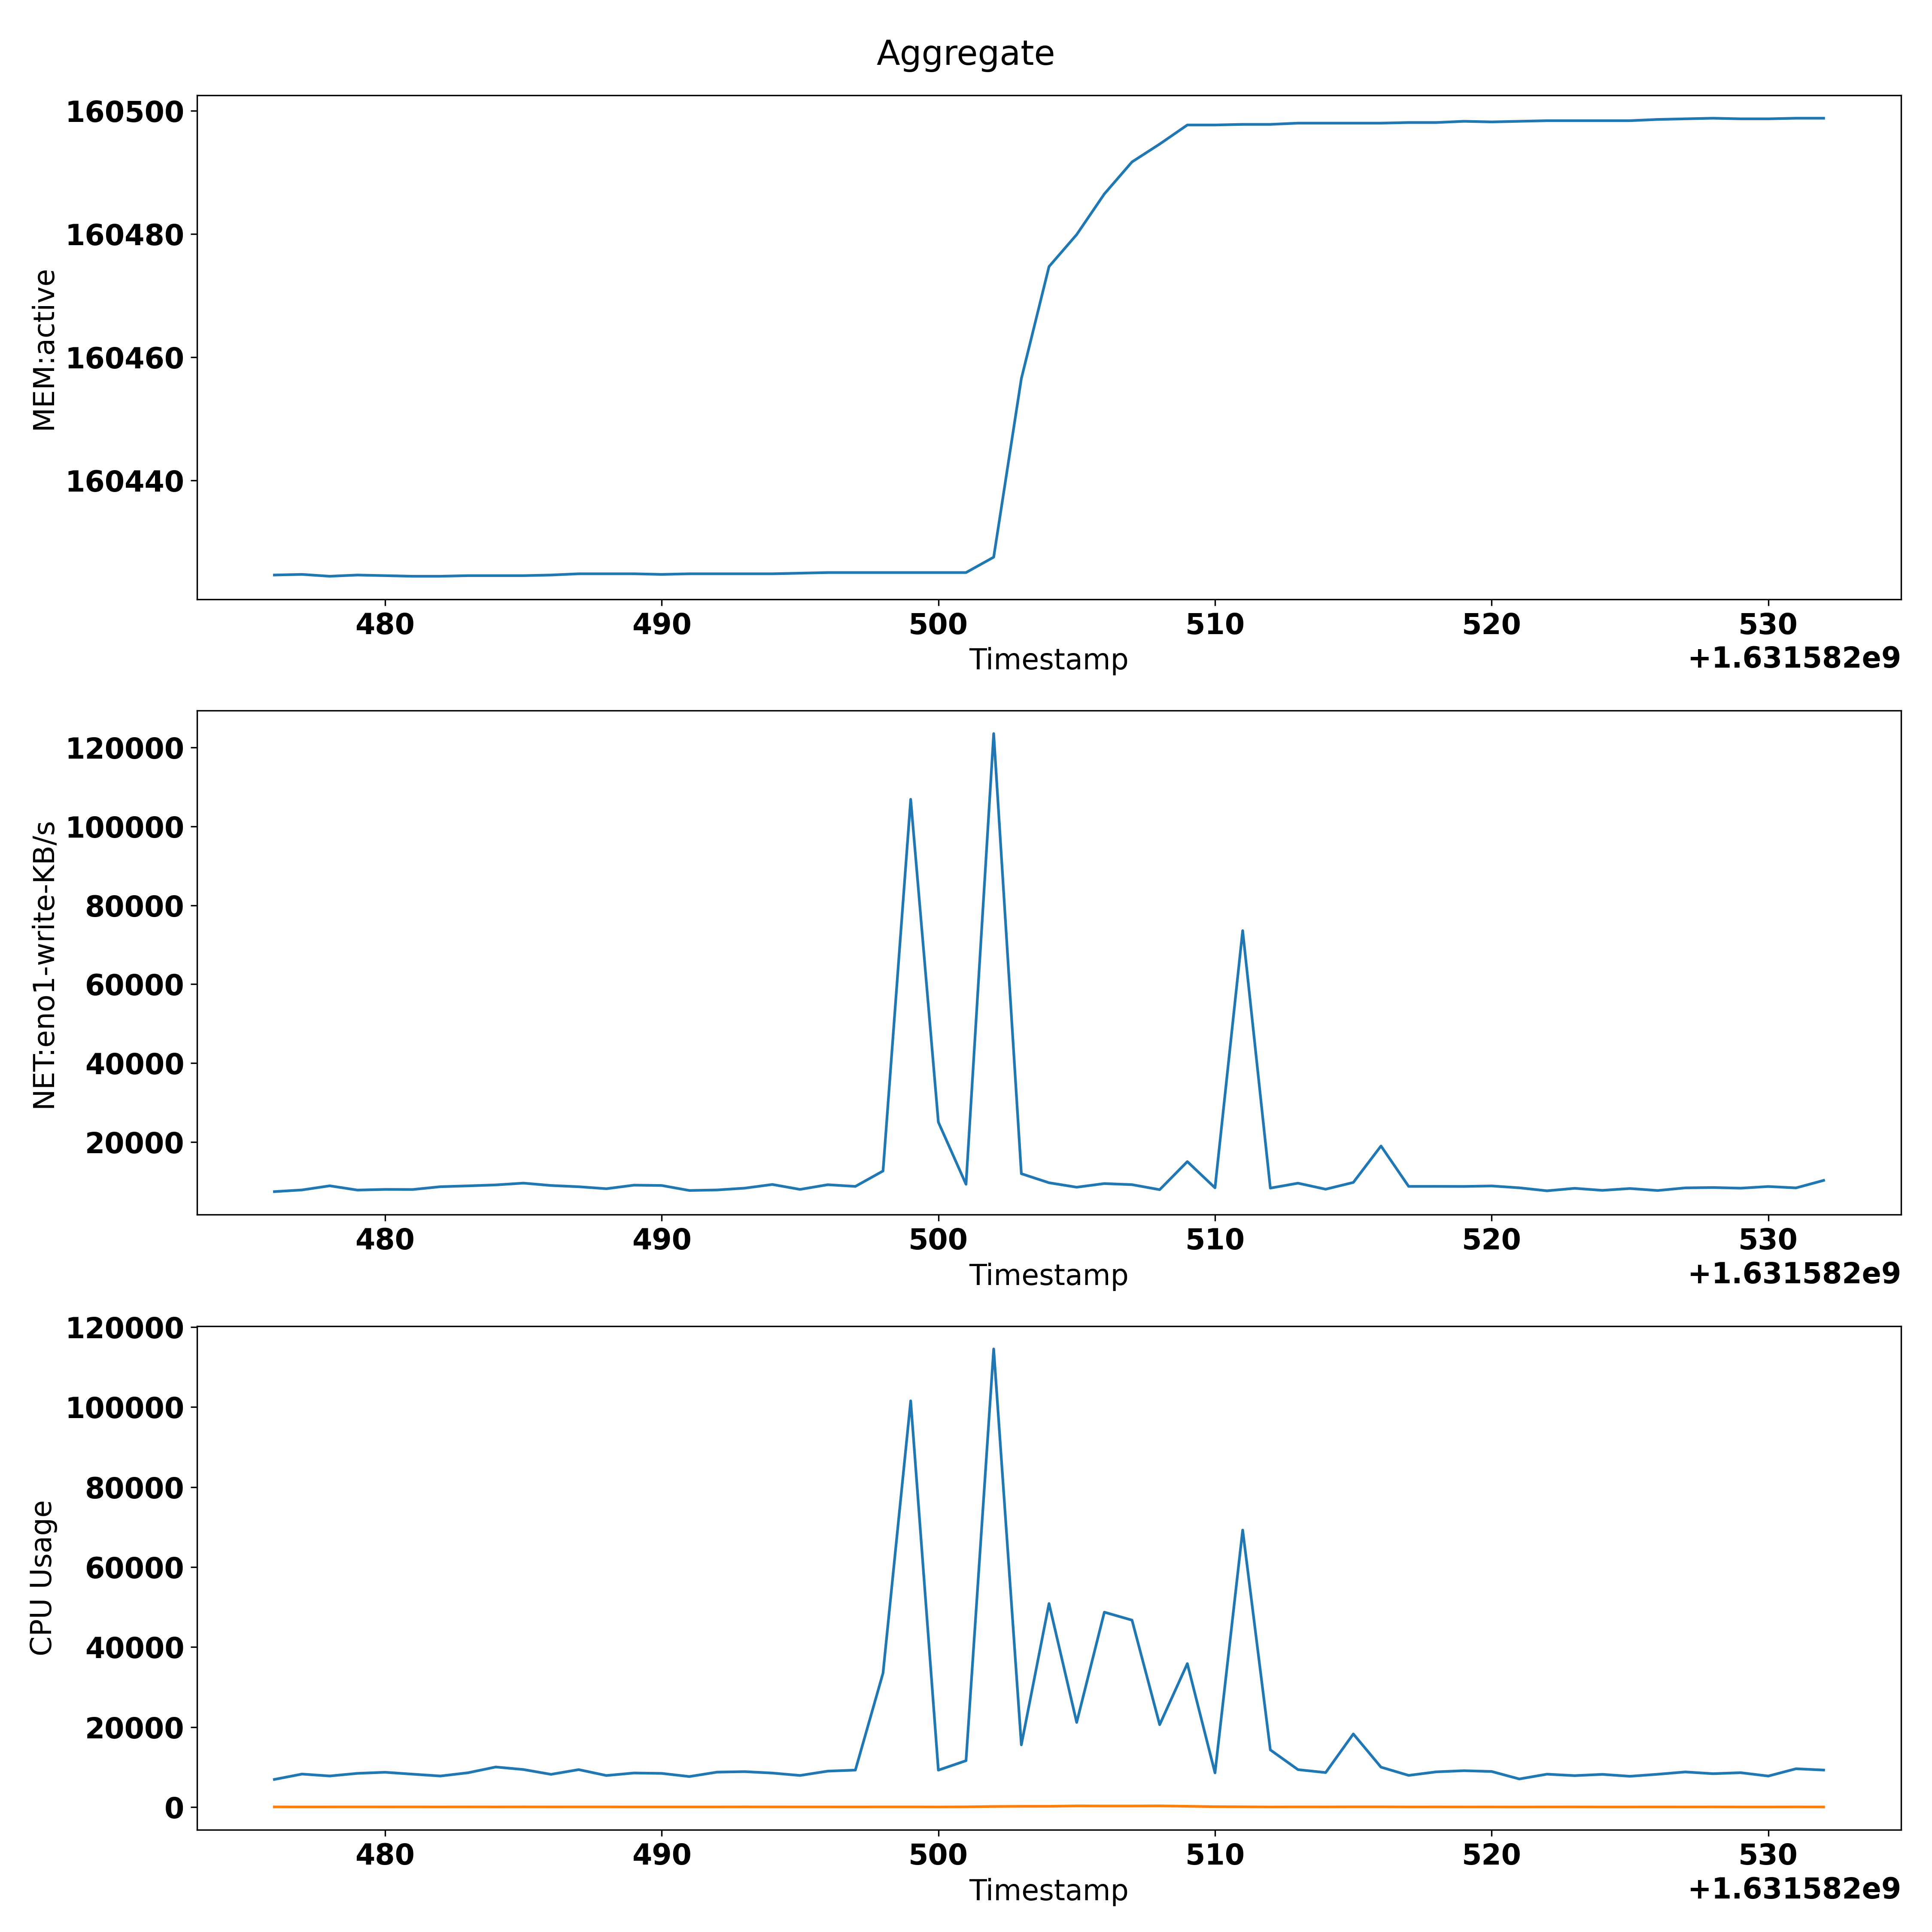 Aggregate
160500
160480
160460
160440
MEM:active
480 490 500 510 520 530
Timestamp
+1.631582e9
120000
100000
80000
60000
40000
20000
NET:eno1-write-KB/s
480 490 500 510 520 530
Timestamp
+1.631582e9
120000
100000
80000
60000
40000
20000
0
CPU Usage
480 490 500 510 520 530
Timestamp
+1.631582e9